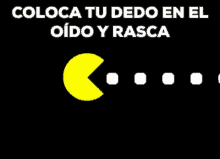 COLOCA TU DEDO EN EL
OÍDO Y RASCA